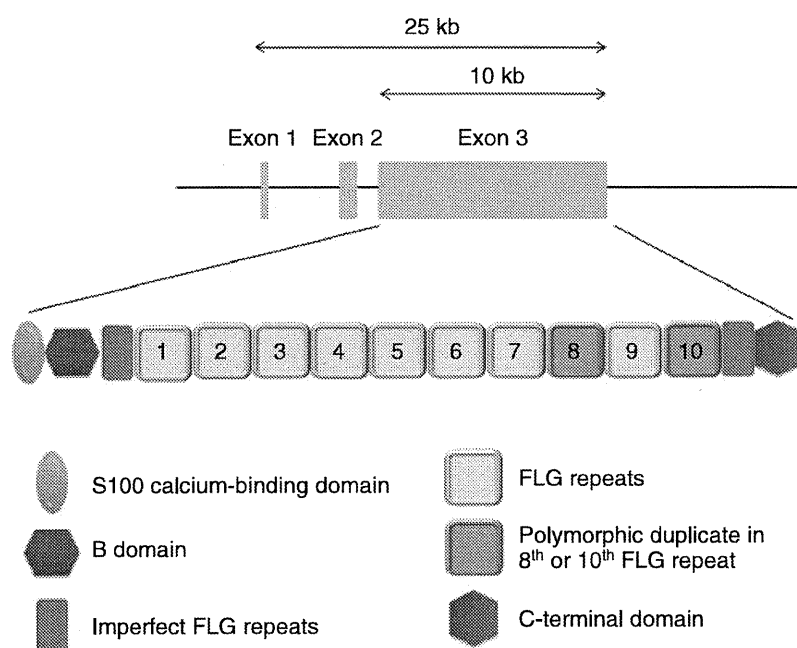 25 kb
10 kb
Exon 1 Exon 2 Exon 3
1 2 3 4 5 6 7 8 9 10
S100 calcium-binding domain
B domain
Imperfect FLG repeats
FLG repeats
Polymorphic duplicate in
8th or 10th FLG repeat
C-terminal domain